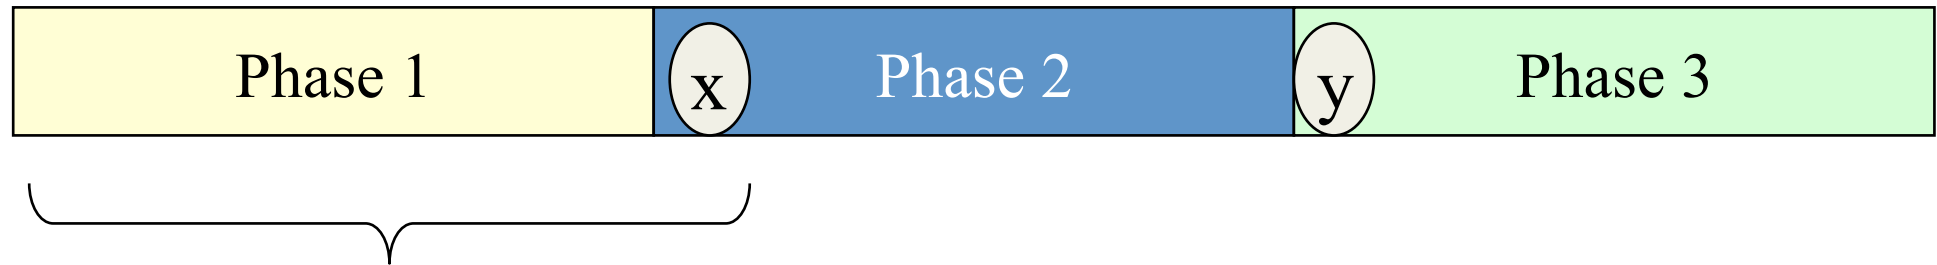 Phase 1 x Phase 2 y Phase 3